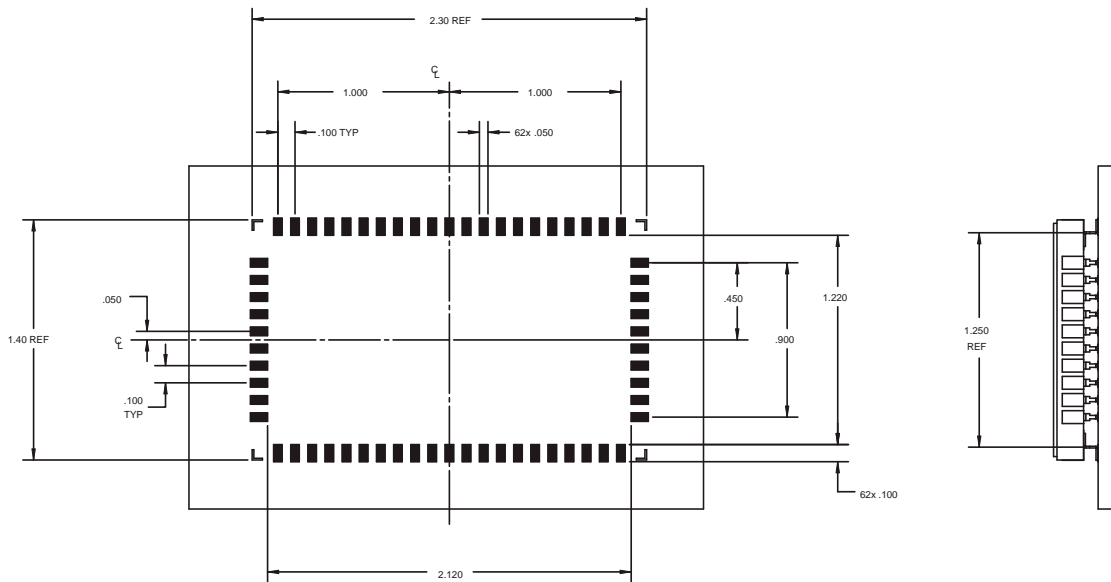 2.30 REF
℄
1.000
1.000
.100 TYP
62x .050
.050
1.40 REF
℄
.100
TYP
.450
.900
1.220
1.250
REF
62x .100
2.120